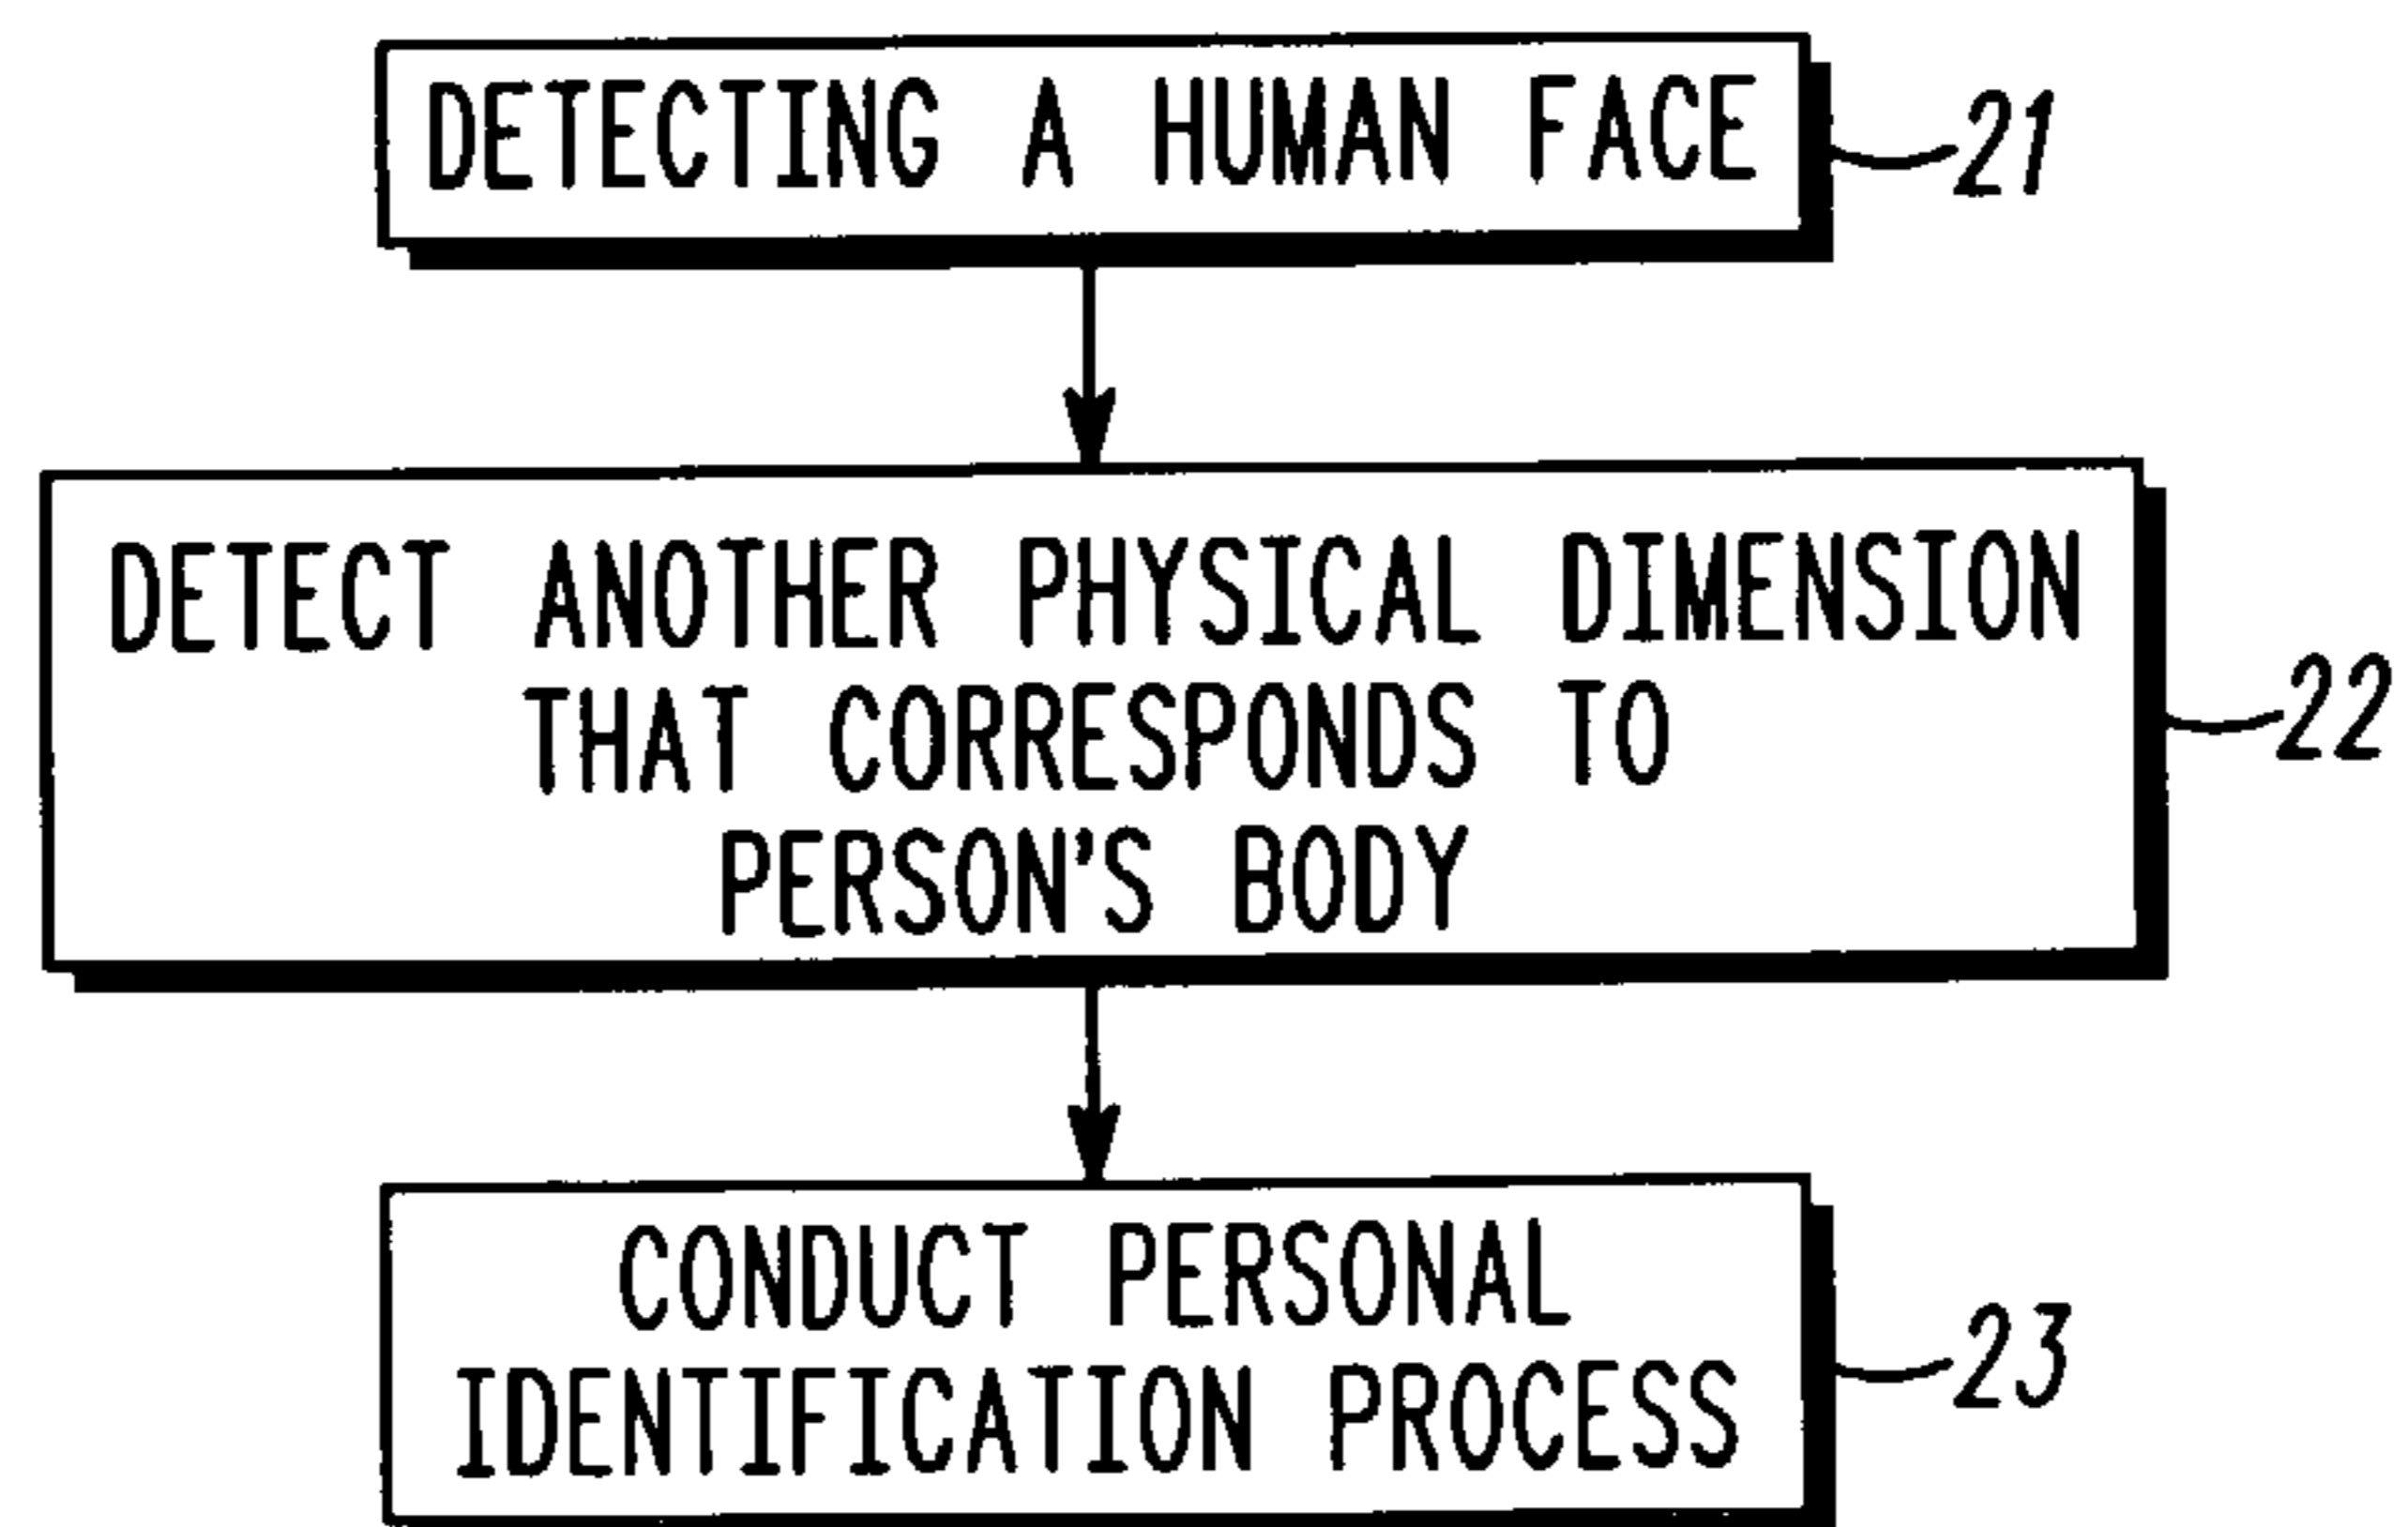 DETECTING A HUMAN FACE
21
DETECT ANOTHER PHYSICAL DIMENSION
THAT CORRESPONDS TO
PERSON'S BODY
22
CONDUCT PERSONAL
IDENTIFICATION PROCESS
23